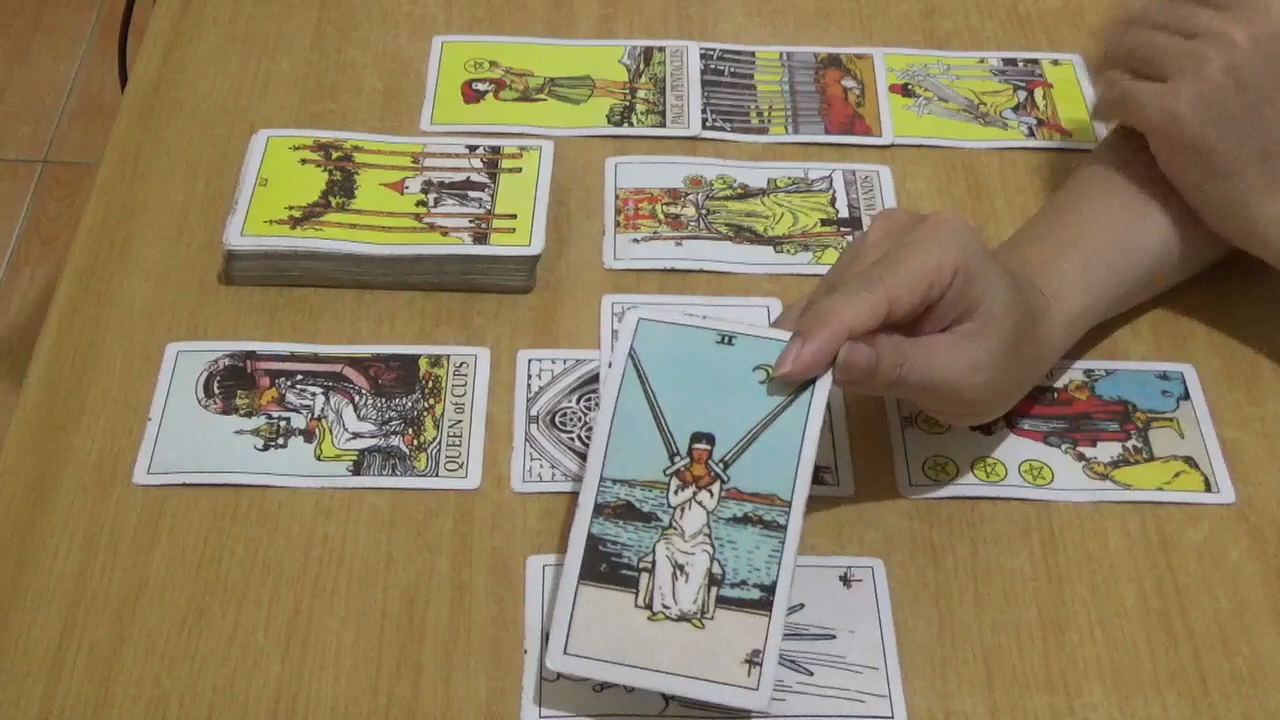 PAGE of PENTACLES
WANDS
QUEEN of CUPS
II